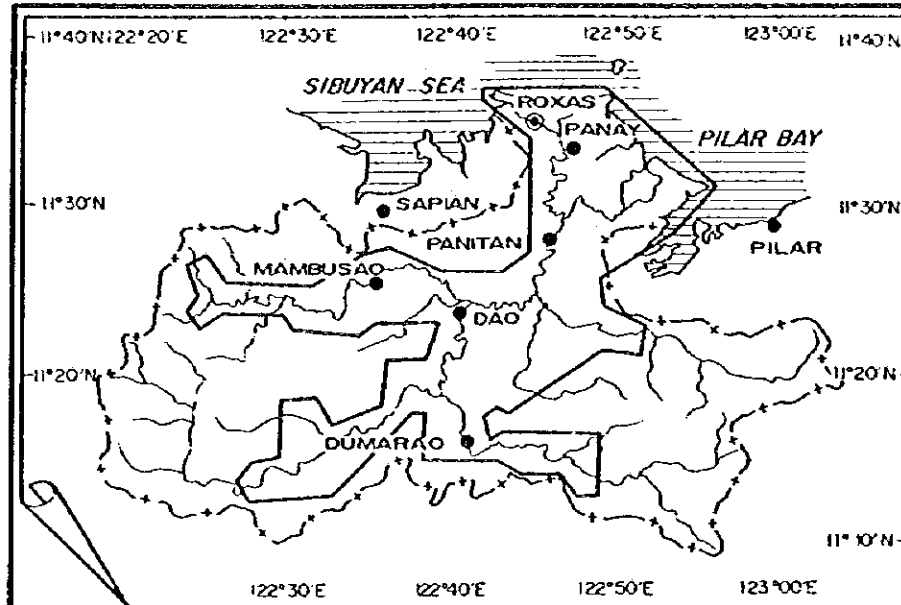 11°40'N 122°20'E 122°30'E 122°40'E 122°50'E 123°00'E 11°40'N
SIBUYAN SEA
ROXAS
PANAY
PILAR BAY
11°30'N 11°30'N
SAPIAN
PANITAN
PILAR
MAMBUSAO
DAO
11°20'N 11°20'N
DUMARAO
11°10'N
122°30'E 122°40'E 122°50'E 123°00'E